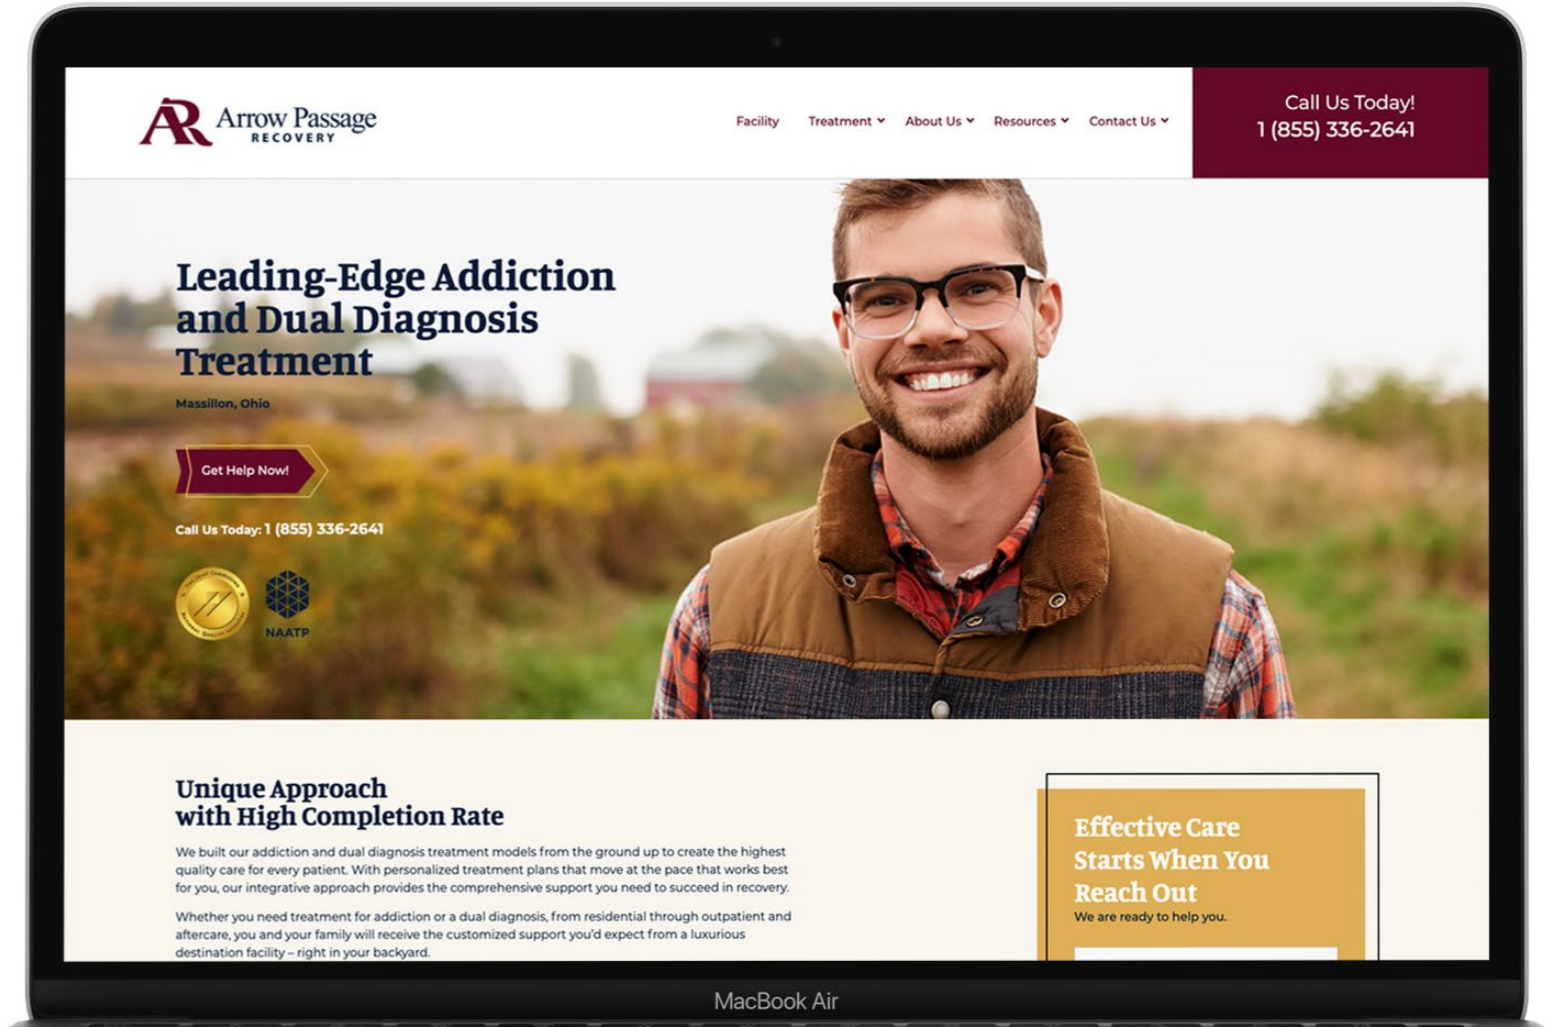 AR
Arrow Passage
RECOVERY
Facility
Treatment
About Us
Resources
Contact Us
Call Us Today!
1 (855) 336-2641
Leading-Edge Addiction
and Dual Diagnosis
Treatment
Massillon, Ohio
Get Help Now!
Call Us Today: 1 (855) 336-2641
NAATP
Unique Approach
with High Completion Rate
We built our addiction and dual diagnosis treatment models from the ground up to create the highest
quality care for every patient. With personalized treatment plans that move at the pace that works best
for you, our integrative approach provides the comprehensive support you need to succeed in recovery.
Whether you need treatment for addiction or a dual diagnosis, from residential through outpatient and
aftercare, you and your family will receive the customized support you'd expect from a luxurious
destination facility – right in your backyard.
Effective Care
Starts When You
Reach Out
We are ready to help you.
MacBook Air